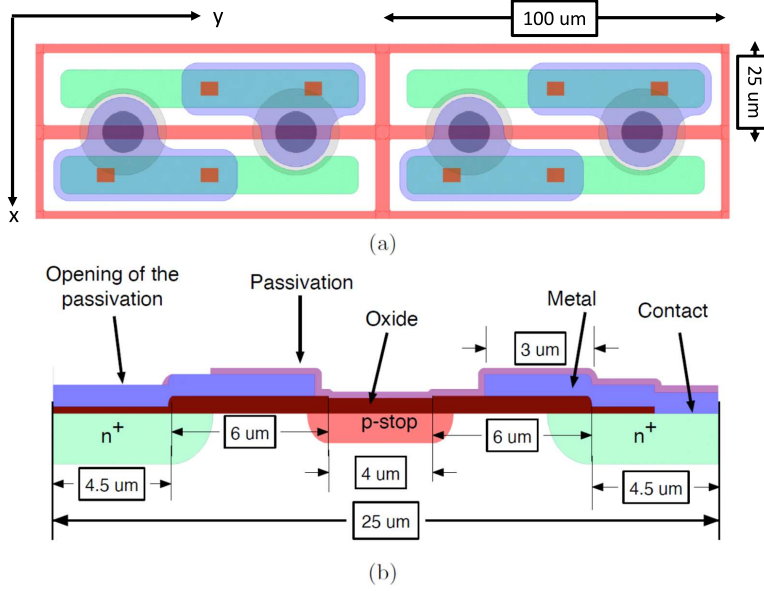 y
100 um
25 um
x
(a)
Opening of the
passivation
Passivation
Oxide
Metal
Contact
3 um
n+
6 um
p-stop
6 um
n+
4.5 um
4 um
4.5 um
25 um
(b)